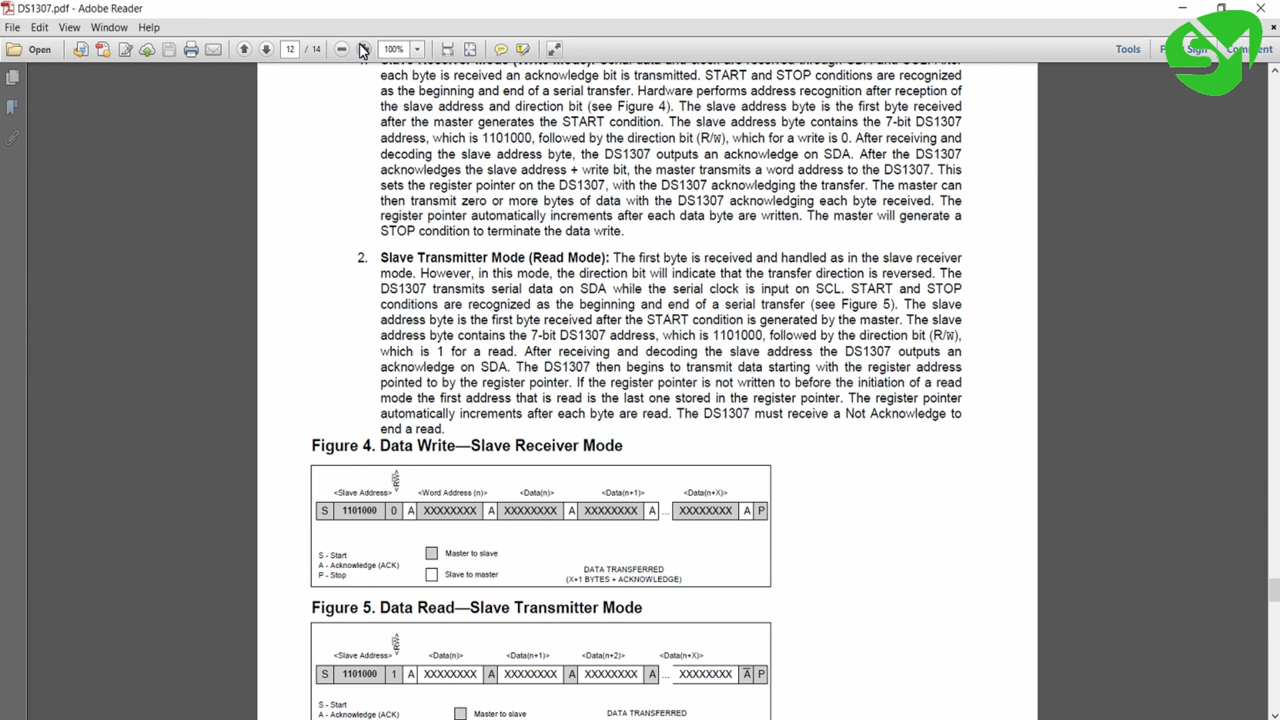 DS1307.pdf - Adobe Reader
File Edit View Window Help
Open 12 / 14 100% Tools Comment
each byte is received an acknowledge bit is transmitted. START and STOP conditions are recognized
as the beginning and end of a serial transfer. Hardware performs address recognition after reception of
the slave address and direction bit (see Figure 4). The slave address byte is the first byte received
after the master generates the START condition. The slave address byte contains the 7-bit DS1307
address, which is 1101000, followed by the direction bit (R/W), which for a write is 0. After receiving and
decoding the slave address byte, the DS1307 outputs an acknowledge on SDA. After the DS1307
acknowledges the slave address + write bit, the master transmits a word address to the DS1307. This
sets the register pointer on the DS1307, with the DS1307 acknowledging the transfer. The master can
then transmit zero or more bytes of data with the DS1307 acknowledging each byte received. The
register pointer automatically increments after each data byte are written. The master will generate a
STOP condition to terminate the data write.
2. Slave Transmitter Mode (Read Mode): The first byte is received and handled as in the slave receiver
mode. However, in this mode, the direction bit will indicate that the transfer direction is reversed. The
DS1307 transmits serial data on SDA while the serial clock is input on SCL. START and STOP
conditions are recognized as the beginning and end of a serial transfer (see Figure 5). The slave
address byte is the first byte received after the START condition is generated by the master. The slave
address byte contains the 7-bit DS1307 address, which is 1101000, followed by the direction bit (R/W),
which is 1 for a read. After receiving and decoding the slave address the DS1307 outputs an
acknowledge on SDA. The DS1307 then begins to transmit data starting with the register address
pointed to by the register pointer. If the register pointer is not written to before the initiation of a read
mode the first address that is read is the last one stored in the register pointer. The register pointer
automatically increments after each byte are read. The DS1307 must receive a Not Acknowledge to
end a read.
Figure 4. Data Write—Slave Receiver Mode
<R/W>
<Slave Address> <Word Address (n)> <Data(n)> <Data(n+1)> <Data(n+X)>
S 1101000 0 A XXXXXXXX A XXXXXXXX A XXXXXXXX A ... XXXXXXXX A P
S - Start Master to slave
A - Acknowledge (ACK) DATA TRANSFERRED
P - Stop Slave to master (X+1 BYTES + ACKNOWLEDGE)
Figure 5. Data Read—Slave Transmitter Mode
<R/W>
<Slave Address> <Data(n)> <Data(n+1)> <Data(n+2)> <Data(n+X)>
S 1101000 1 A XXXXXXXX A XXXXXXXX A XXXXXXXX A ... XXXXXXXX A̅ P
S - Start Master to slave DATA TRANSFERRED
A - Acknowledge (ACK)